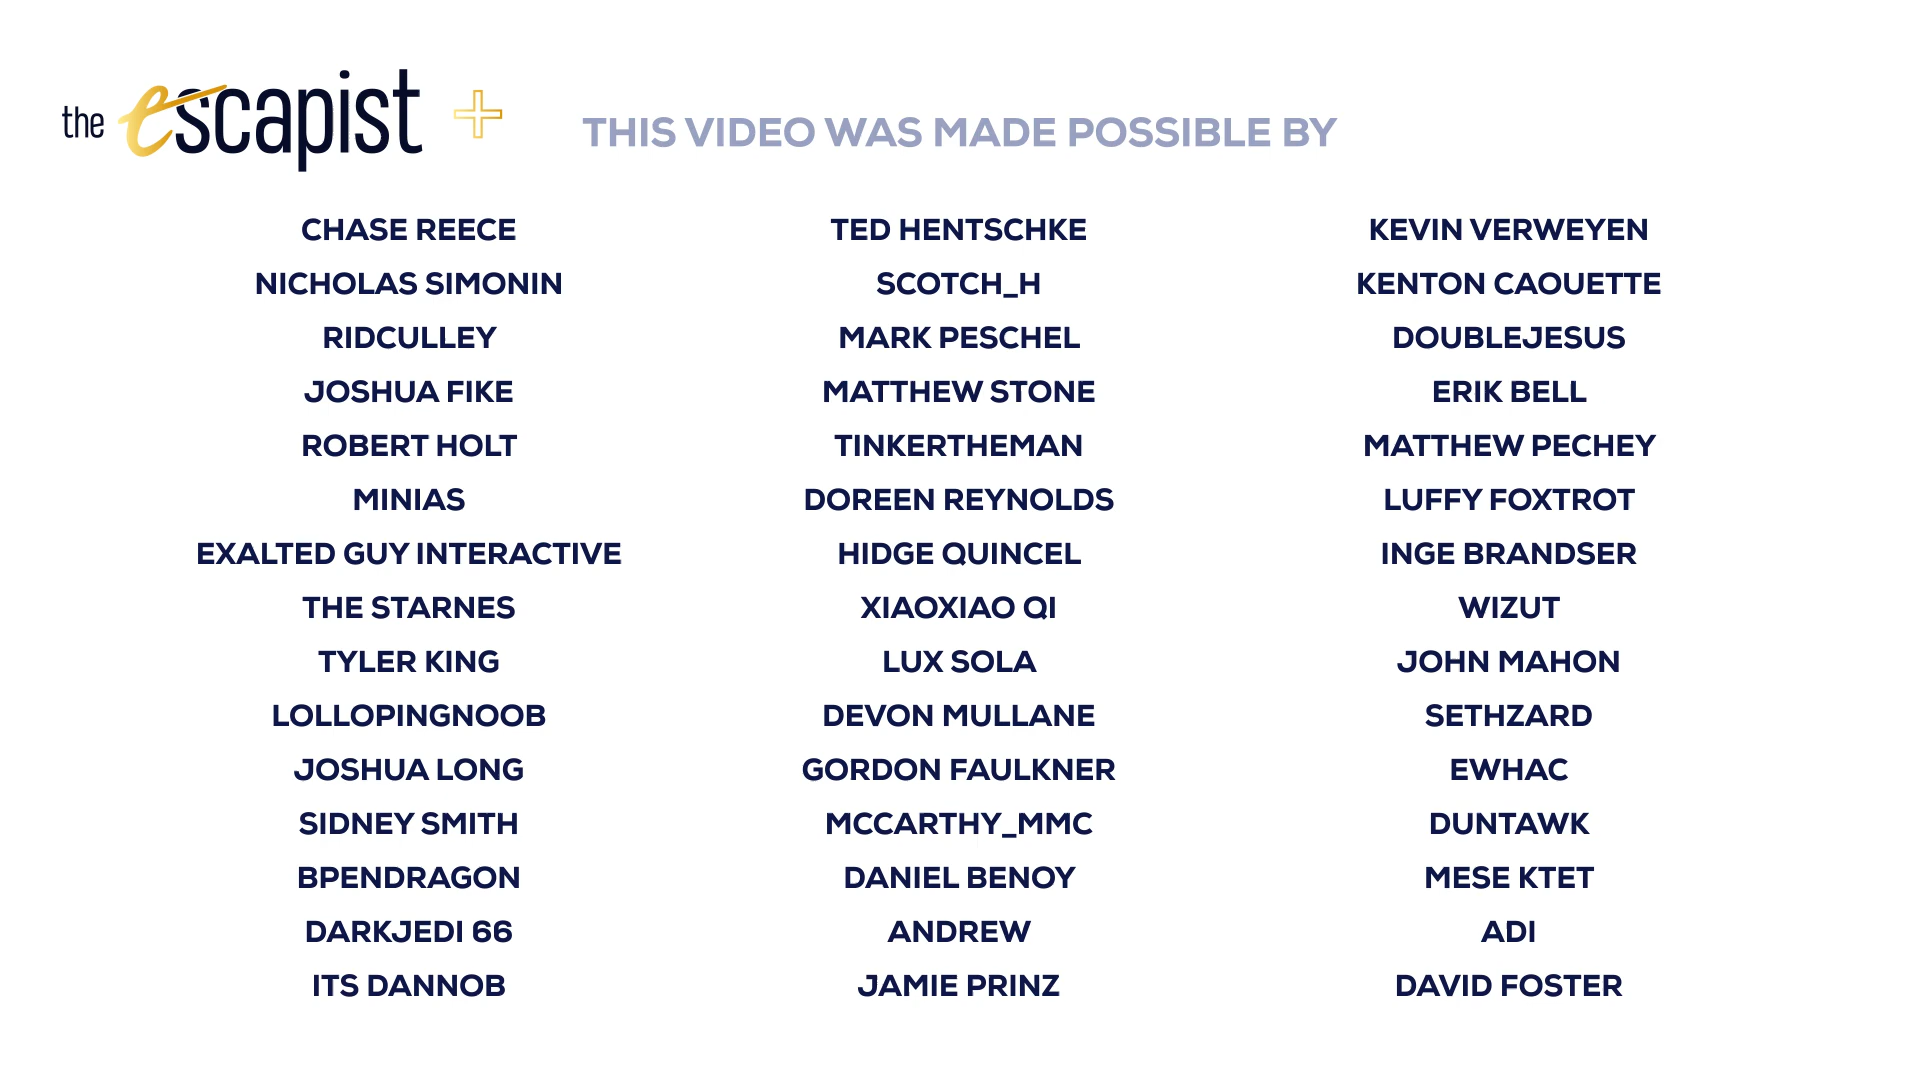 the escapist +
THIS VIDEO WAS MADE POSSIBLE BY
CHASE REECE
NICHOLAS SIMONIN
RIDCULLEY
JOSHUA FIKE
ROBERT HOLT
MINIAS
EXALTED GUY INTERACTIVE
THE STARNES
TYLER KING
LOLLOPINGNOOB
JOSHUA LONG
SIDNEY SMITH
BPENDRAGON
DARKJEDI 66
ITS DANNOB
TED HENTSCHKE
SCOTCH_H
MARK PESCHEL
MATTHEW STONE
TINKERTHEMAN
DOREEN REYNOLDS
HIDGE QUINCEL
XIAOXIAO QI
LUX SOLA
DEVON MULLANE
GORDON FAULKNER
MCCARTHY_MMC
DANIEL BENOY
ANDREW
JAMIE PRINZ
KEVIN VERWEYEN
KENTON CAOUETTE
DOUBLEJESUS
ERIK BELL
MATTHEW PECHEY
LUFFY FOXTROT
INGE BRANDSER
WIZUT
JOHN MAHON
SETHZARD
EWHAC
DUNTAWK
MESE KTET
ADI
DAVID FOSTER